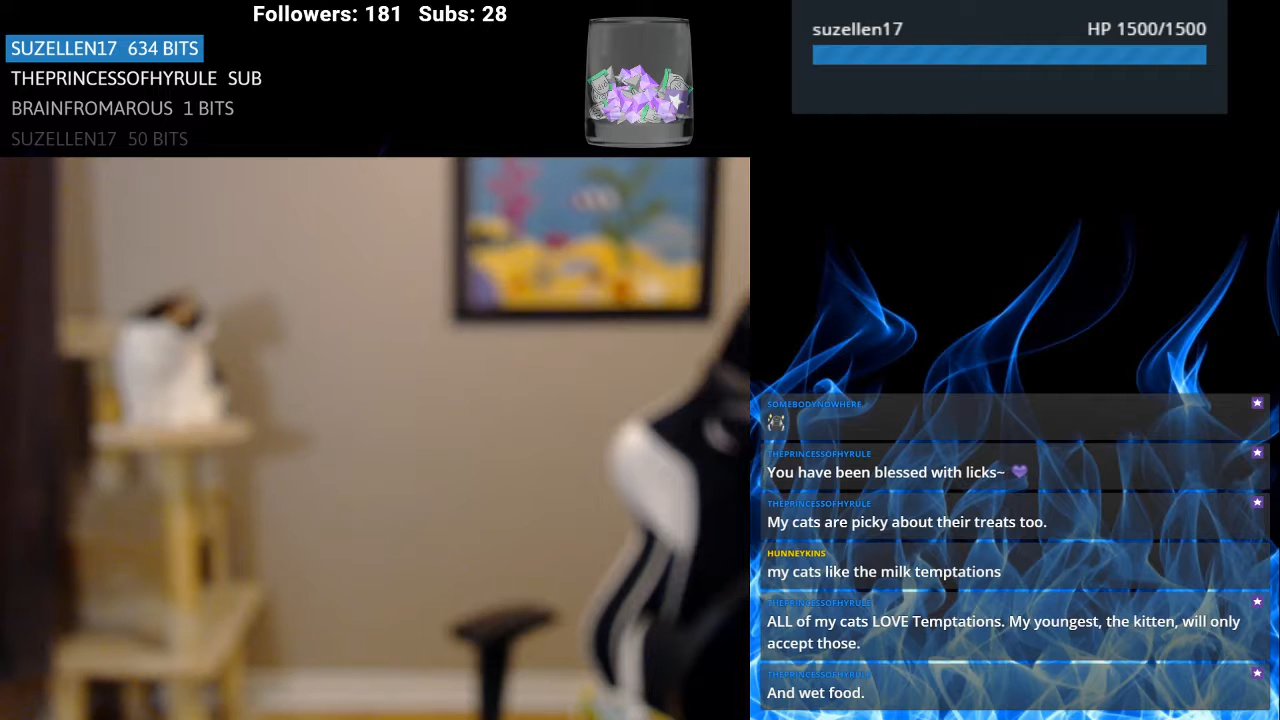 Followers: 181 Subs: 28
SUZELLEN17 634 BITS
THEPRINCESSOFHYRULE SUB
BRAINFROMAROUS 1 BITS
SUZELLEN17 50 BITS
suzellen17 HP 1500/1500
SOMEBODYNOWHERE
THEPRINCESSOFHYRULE
You have been blessed with licks~
THEPRINCESSOFHYRULE
My cats are picky about their treats too.
HUNNEYKINS
my cats like the milk temptations
THEPRINCESSOFHYRULE
ALL of my cats LOVE Temptations. My youngest, the kitten, will only
accept those.
THEPRINCESSOFHYRULE
And wet food.